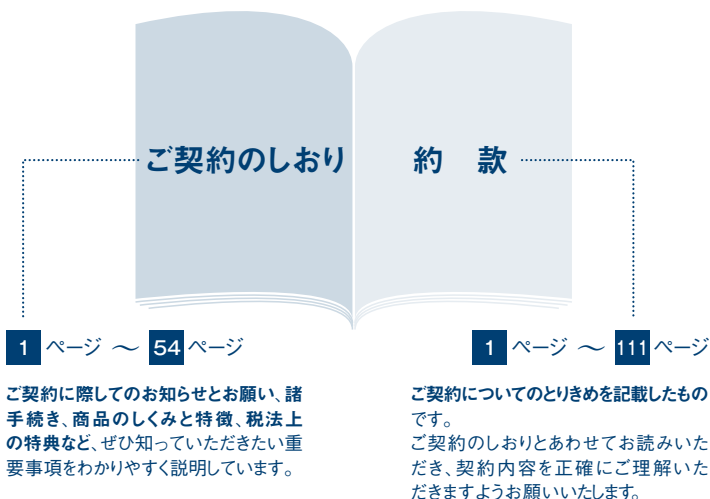 ご契約のしおり
約 款
1 ページ ～ 54 ページ
ご契約に際してのお知らせとお願い、諸
手続き、商品のしくみと特徴、税法上
の特典など、ぜひ知っていただきたい重
要事項をわかりやすく説明しています。
1 ページ ～ 111 ページ
ご契約についてのとりきめを記載したもの
です。
ご契約のしおりとあわせてお読みいた
だき、契約内容を正確にご理解いた
だきますようお願いいたします。